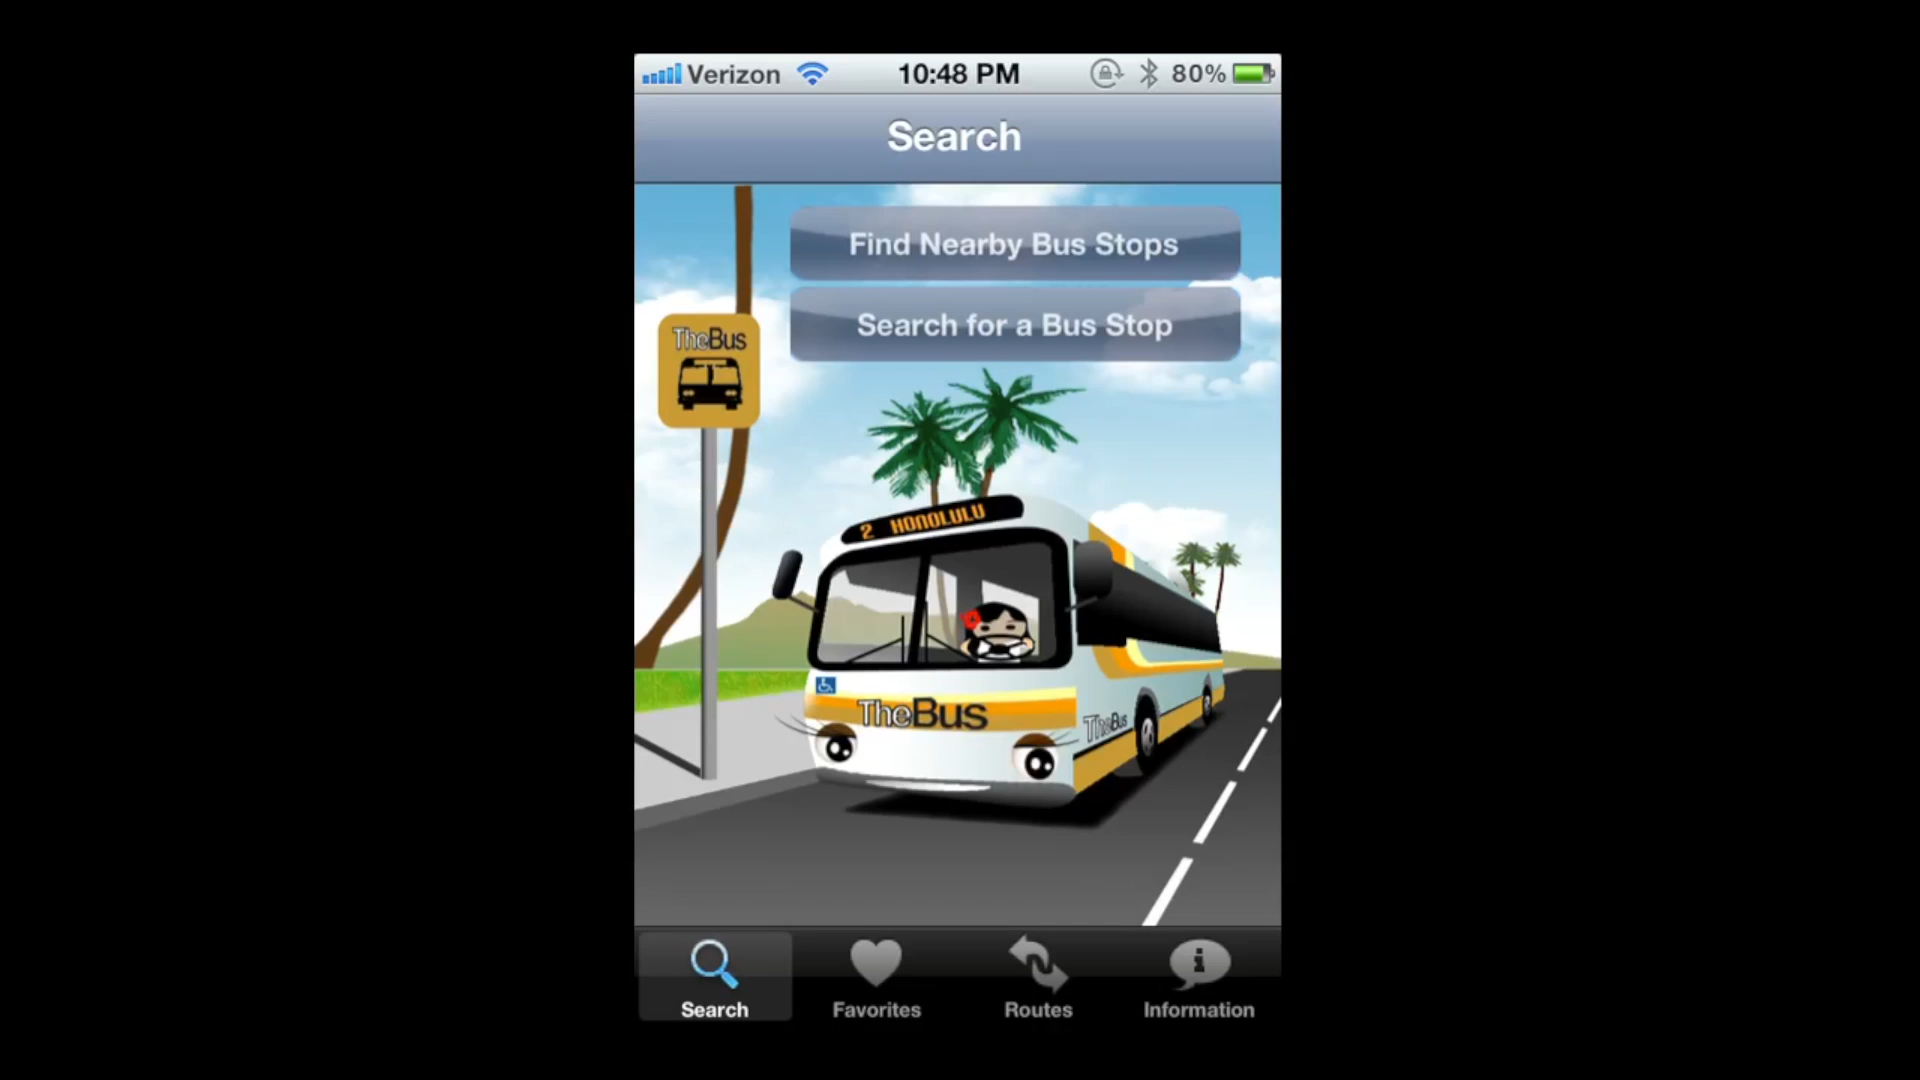 Verizon 10:48 PM 80%
Search
Find Nearby Bus Stops
Search for a Bus Stop
TheBus
2 HONOLULU
TheBus
TheBus
Search Favorites Routes Information